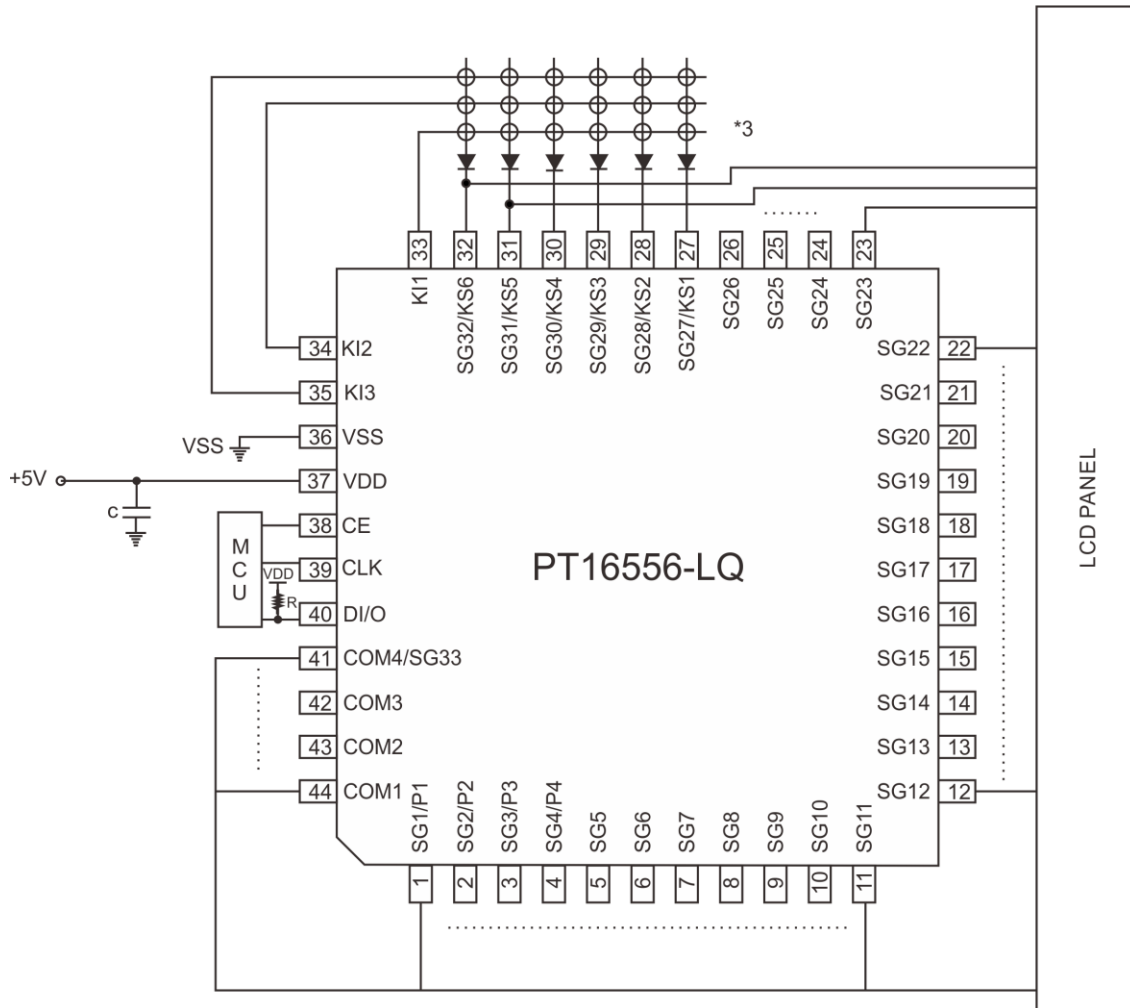 *3
33
32
31
30
29
28
27
26
25
24
23
KI1
SG32/KS6
SG31/KS5
SG30/KS4
SG29/KS3
SG28/KS2
SG27/KS1
SG26
SG25
SG24
SG23
34 KI2
35 KI3
VSS 36 VSS
+5V 37 VDD
C
38 CE
39 CLK
40 DI/O
MCU
VDD
R
41 COM4/SG33
42 COM3
43 COM2
44 COM1
PT16556-LQ
SG22 22
SG21 21
SG20 20
SG19 19
SG18 18
SG17 17
SG16 16
SG15 15
SG14 14
SG13 13
SG12 12
LCD PANEL
SG1/P1
SG2/P2
SG3/P3
SG4/P4
SG5
SG6
SG7
SG8
SG9
SG10
SG11
1
2
3
4
5
6
7
8
9
10
11